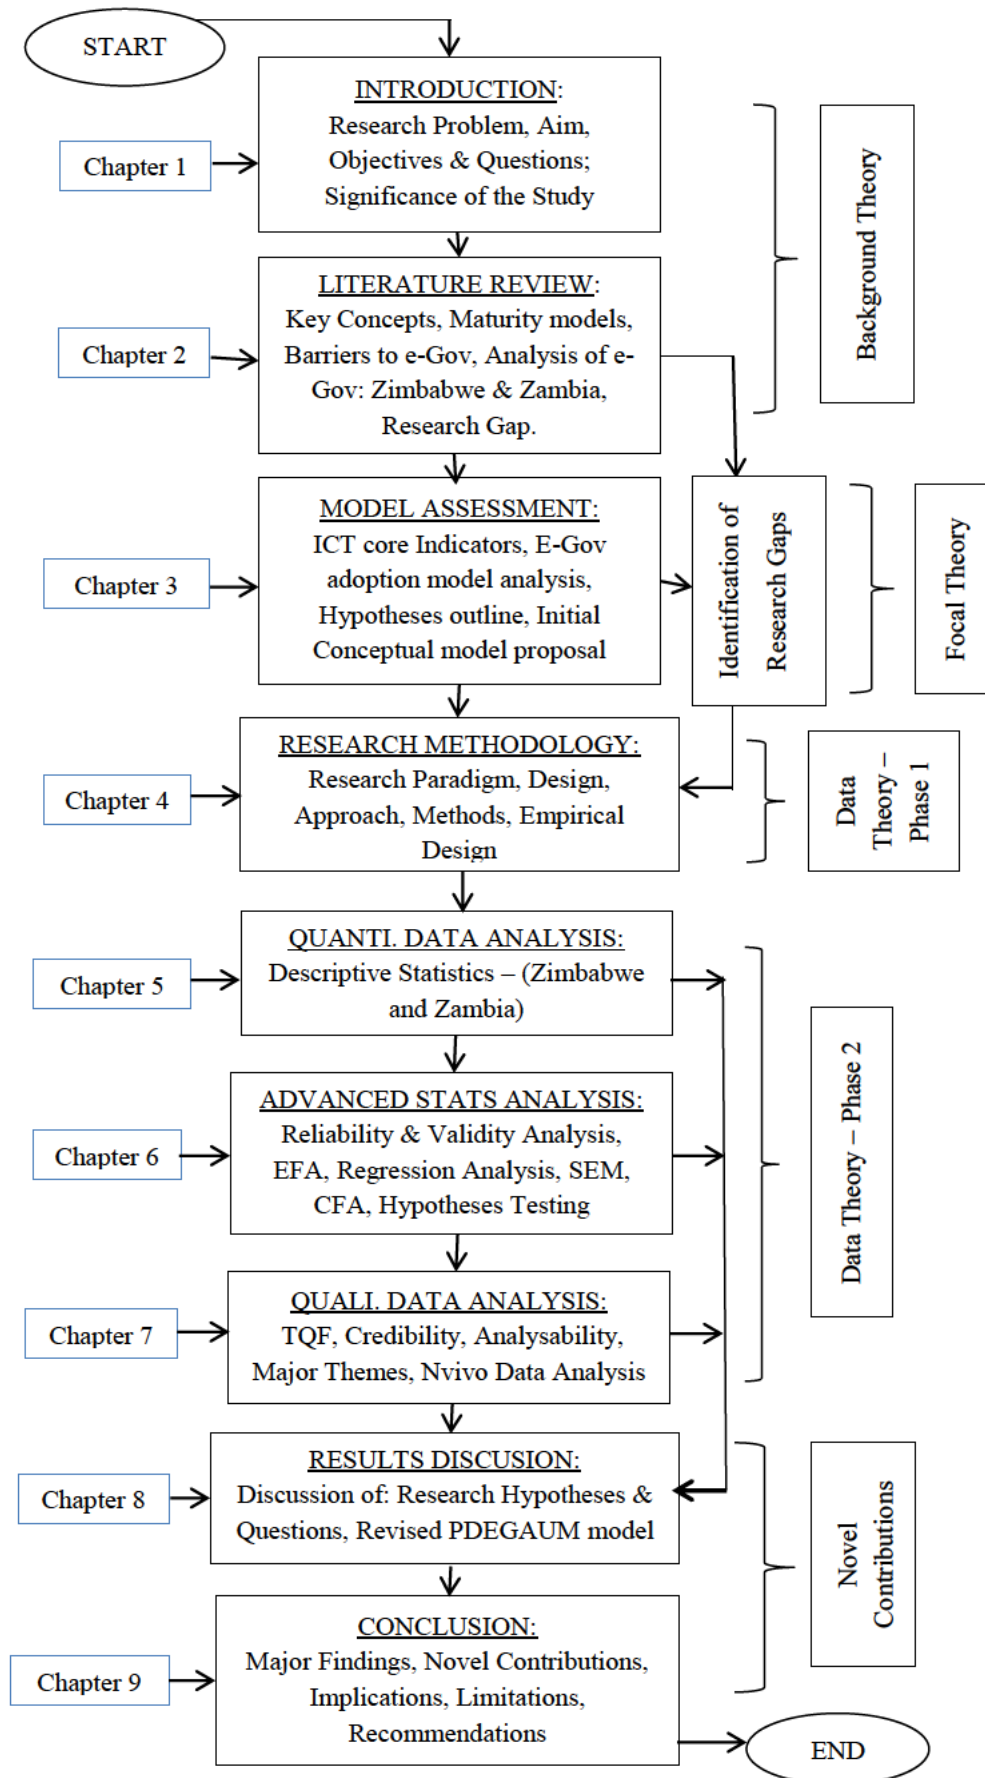 START
INTRODUCTION:
Research Problem, Aim,
Objectives & Questions;
Significance of the Study
Chapter 1
Background Theory
LITERATURE REVIEW:
Key Concepts, Maturity models,
Barriers to e-Gov, Analysis of e-
Gov: Zimbabwe & Zambia,
Research Gap.
Chapter 2
MODEL ASSESSMENT:
ICT core Indicators, E-Gov
adoption model analysis,
Hypotheses outline, Initial
Conceptual model proposal
Chapter 3
Identification of
Research Gaps
Focal Theory
RESEARCH METHODOLOGY:
Research Paradigm, Design,
Approach, Methods, Empirical
Design
Chapter 4
Data
Theory –
Phase 1
QUANTI. DATA ANALYSIS:
Descriptive Statistics – (Zimbabwe
and Zambia)
Chapter 5
ADVANCED STATS ANALYSIS:
Reliability & Validity Analysis,
EFA, Regression Analysis, SEM,
CFA, Hypotheses Testing
Chapter 6
Data Theory – Phase 2
QUALI. DATA ANALYSIS:
TQF, Credibility, Analysability,
Major Themes, Nvivo Data Analysis
Chapter 7
RESULTS DISCUSION:
Discussion of: Research Hypotheses &
Questions, Revised PDEGAUM model
Chapter 8
Novel
Contributions
CONCLUSION:
Major Findings, Novel Contributions,
Implications, Limitations,
Recommendations
Chapter 9
END